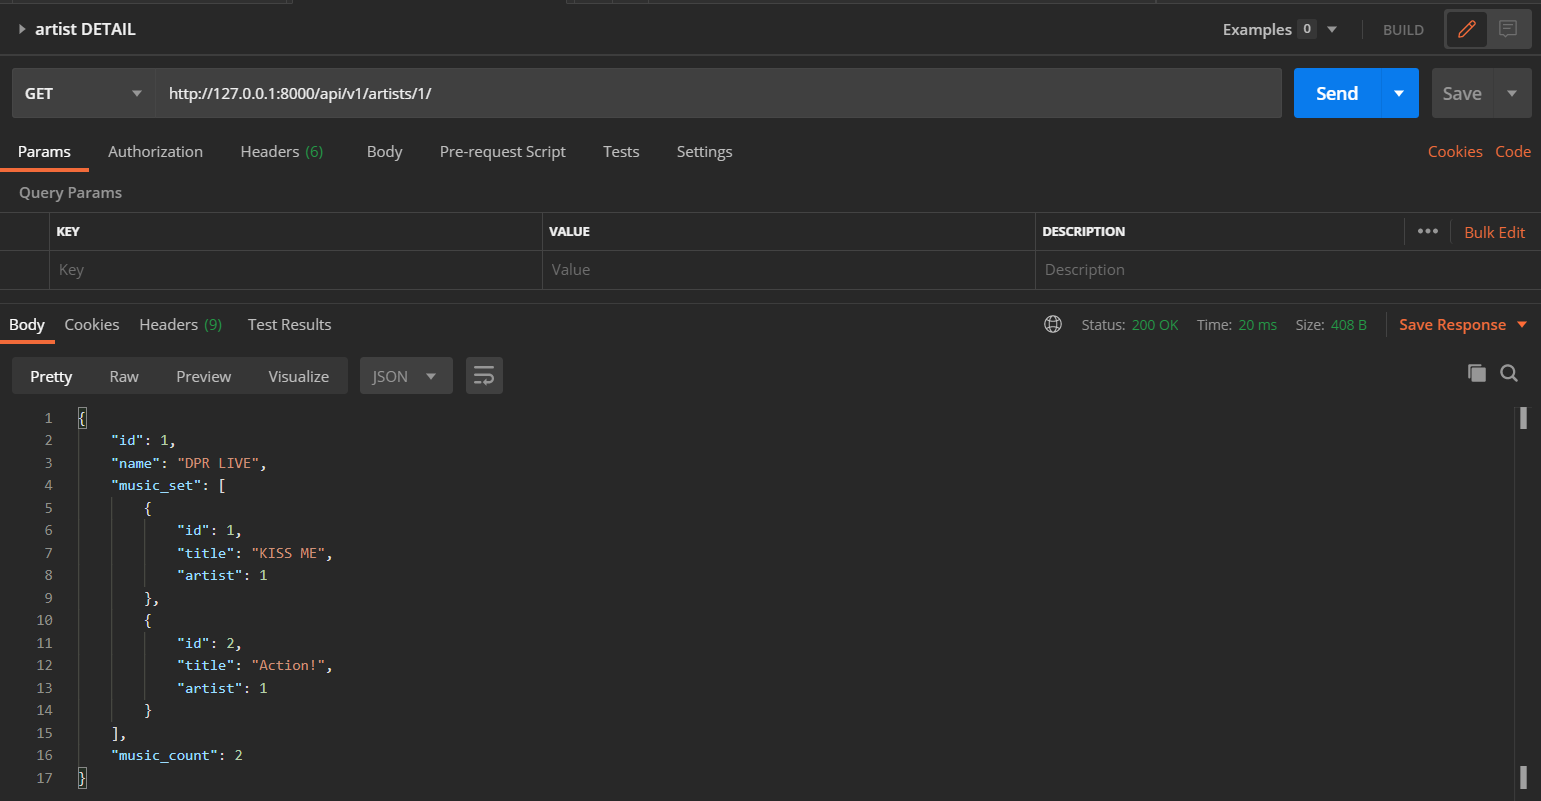 artist DETAIL Examples 0 BUILD
GET http://127.0.0.1:8000/api/v1/artists/1/ Send Save
Params Authorization Headers (6) Body Pre-request Script Tests Settings Cookies Code
Query Params
KEY VALUE DESCRIPTION ••• Bulk Edit
Key Value Description
Body Cookies Headers (9) Test Results Status: 200 OK Time: 20 ms Size: 408 B Save Response
Pretty Raw Preview Visualize JSON
1 {
2 "id": 1,
3 "name": "DPR LIVE",
4 "music_set": [
5 {
6 "id": 1,
7 "title": "KISS ME",
8 "artist": 1
9 },
10 {
11 "id": 2,
12 "title": "Action!",
13 "artist": 1
14 }
15 ],
16 "music_count": 2
17 }